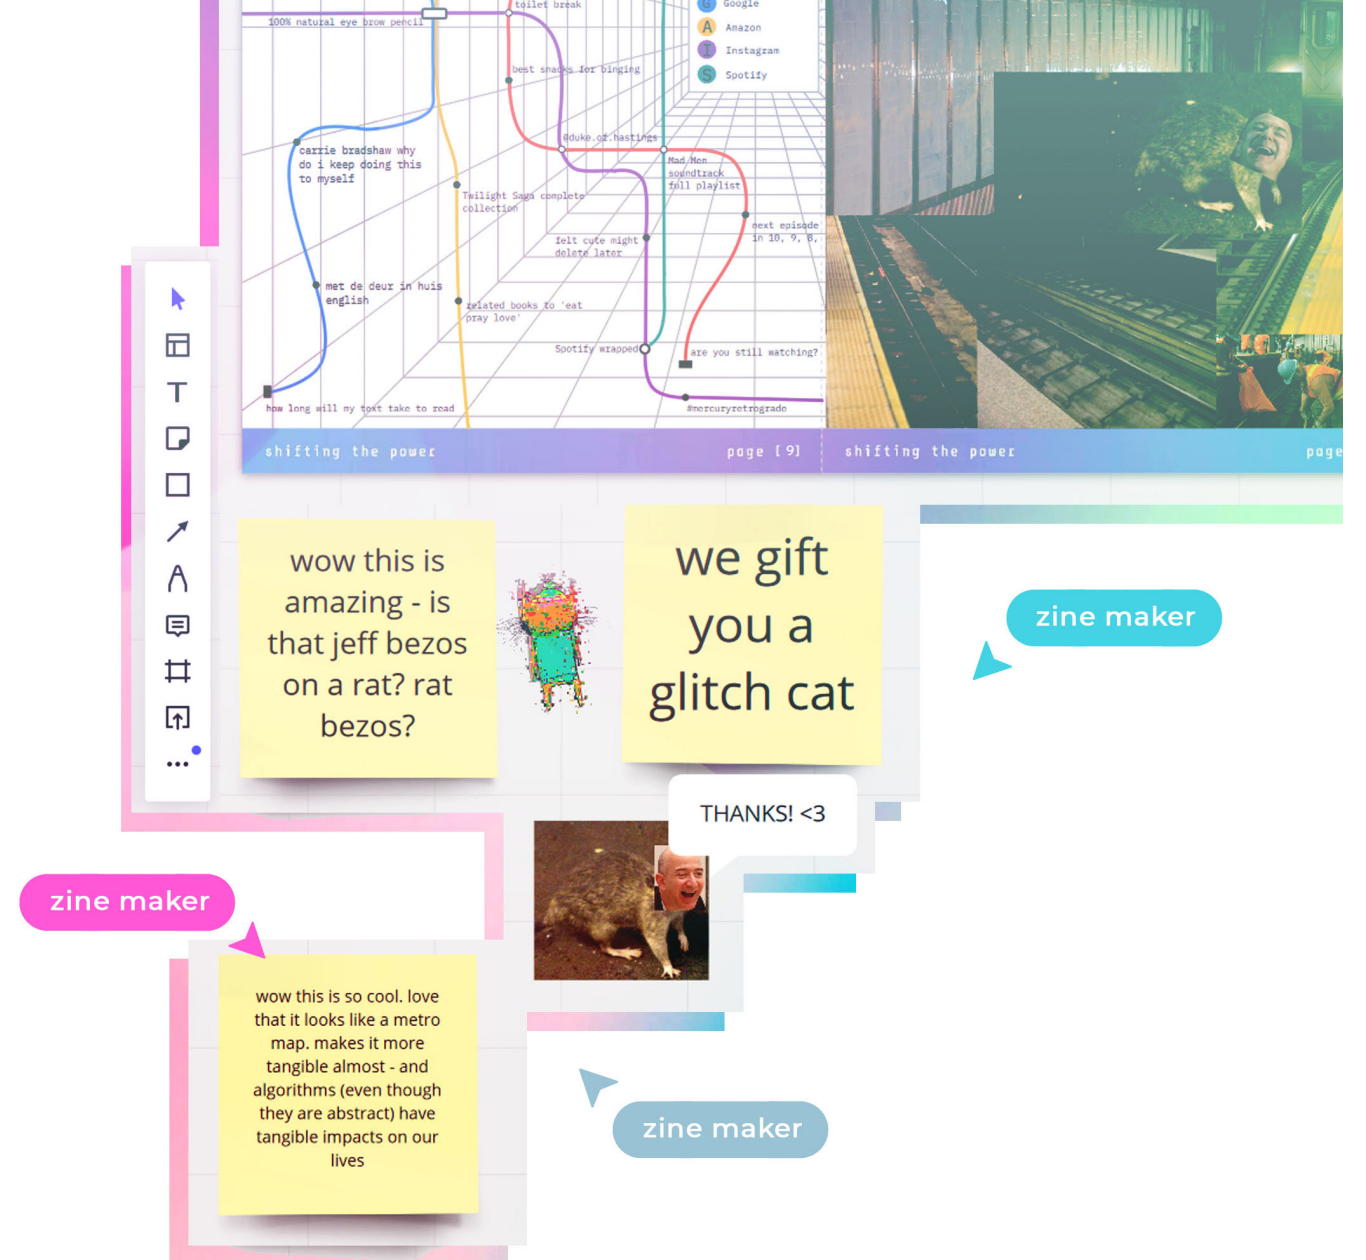 toilet break
100% natural eye brow pencil
best snacks for binging
@duke.of.hastings
carrie bradshaw why
do i keep doing this
to myself
Twilight Saga complete
collection
Mad Men
soundtrack
full playlist
next episode
in 10, 9, 8,
felt cute might
delete later
met de deur in huis
english
related books to 'eat
pray love'
Spotify wrapped
are you still watching?
how long will my text take to read
#mercuryretrograde
G Google
A Amazon
I Instagram
S Spotify
shifting the power
page [9]
shifting the power
page
T
wow this is
amazing - is
that jeff bezos
on a rat? rat
bezos?
we gift
you a
glitch cat
zine maker
THANKS! <3
zine maker
wow this is so cool. love
that it looks like a metro
map. makes it more
tangible almost - and
algorithms (even though
they are abstract) have
tangible impacts on our
lives
zine maker